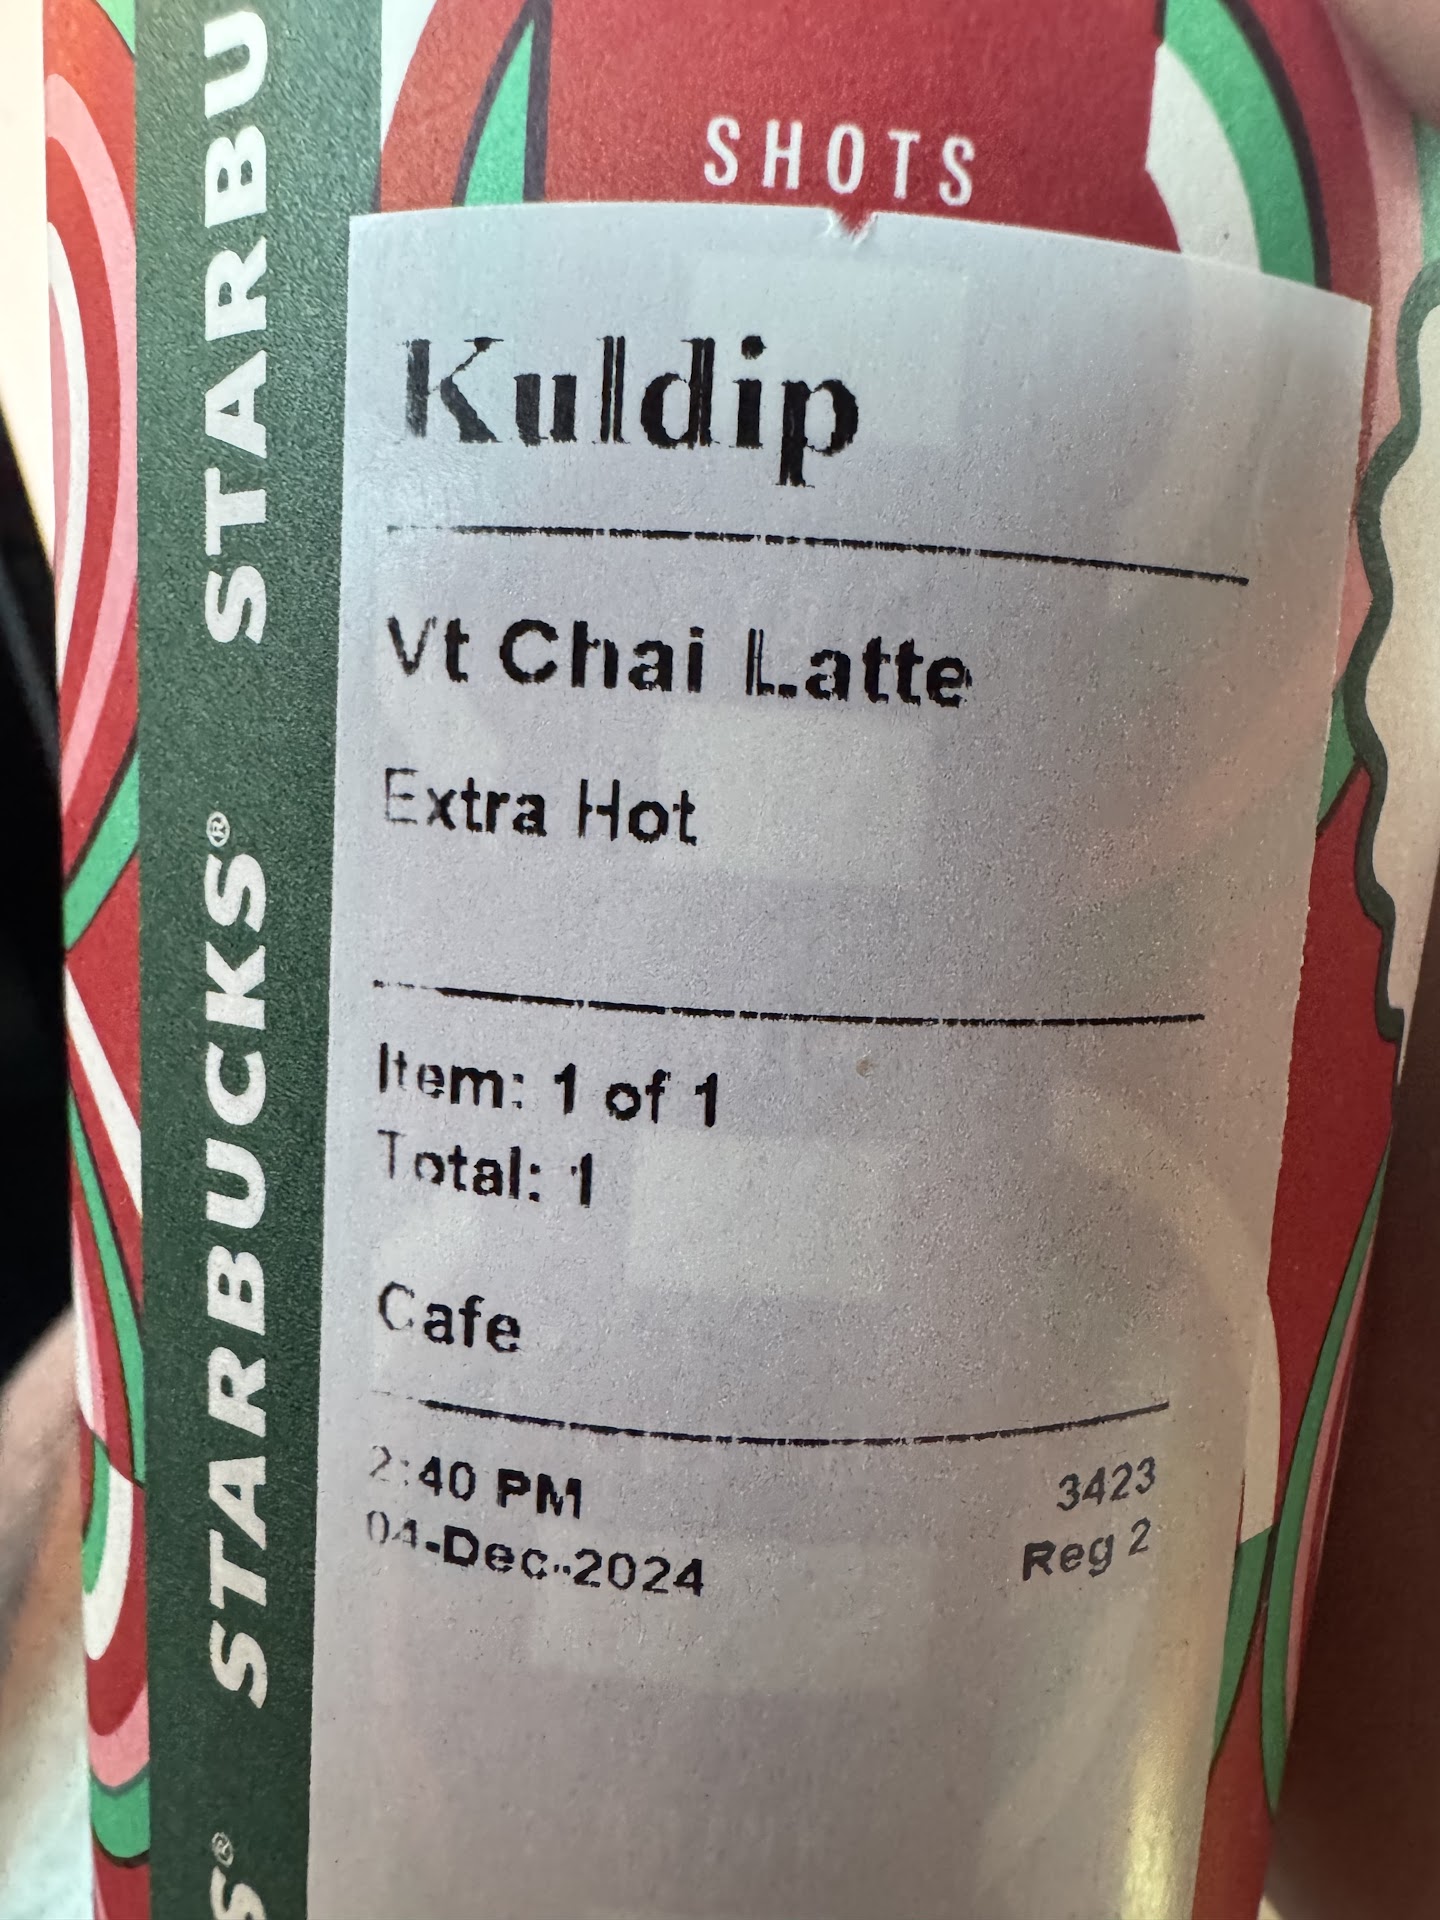 SHOTS
Kuldip
Vt Chai Latte
Extra Hot
Item: 1 of 1
Total: 1
Cafe
2:40 PM
3423
04-Dec-2024
Reg 2
STARBUCKS®
STARBUCKS®
STARBU